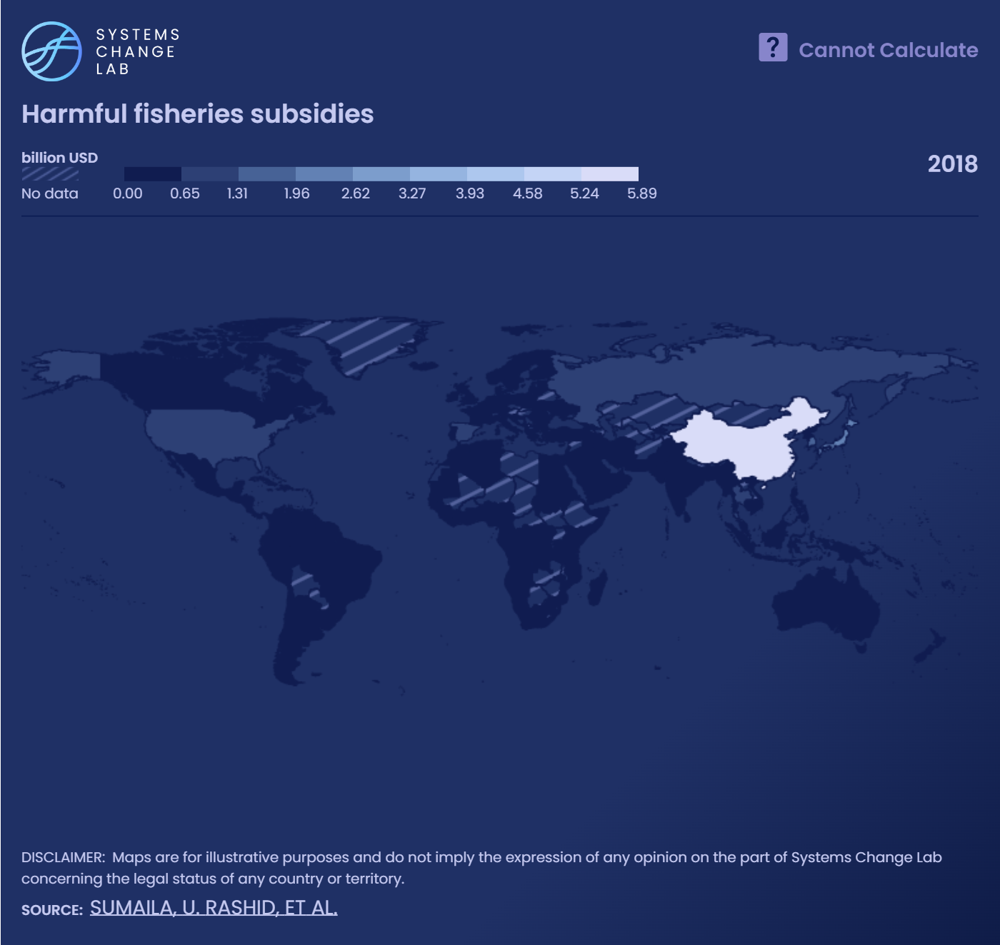 SYSTEMS
CHANGE
LAB
? Cannot Calculate
Harmful fisheries subsidies
billion USD
2018
No data 0.00 0.65 1.31 1.96 2.62 3.27 3.93 4.58 5.24 5.89
DISCLAIMER: Maps are for illustrative purposes and do not imply the expression of any opinion on the part of Systems Change Lab
concerning the legal status of any country or territory.
SOURCE: SUMAILA, U. RASHID, ET AL.